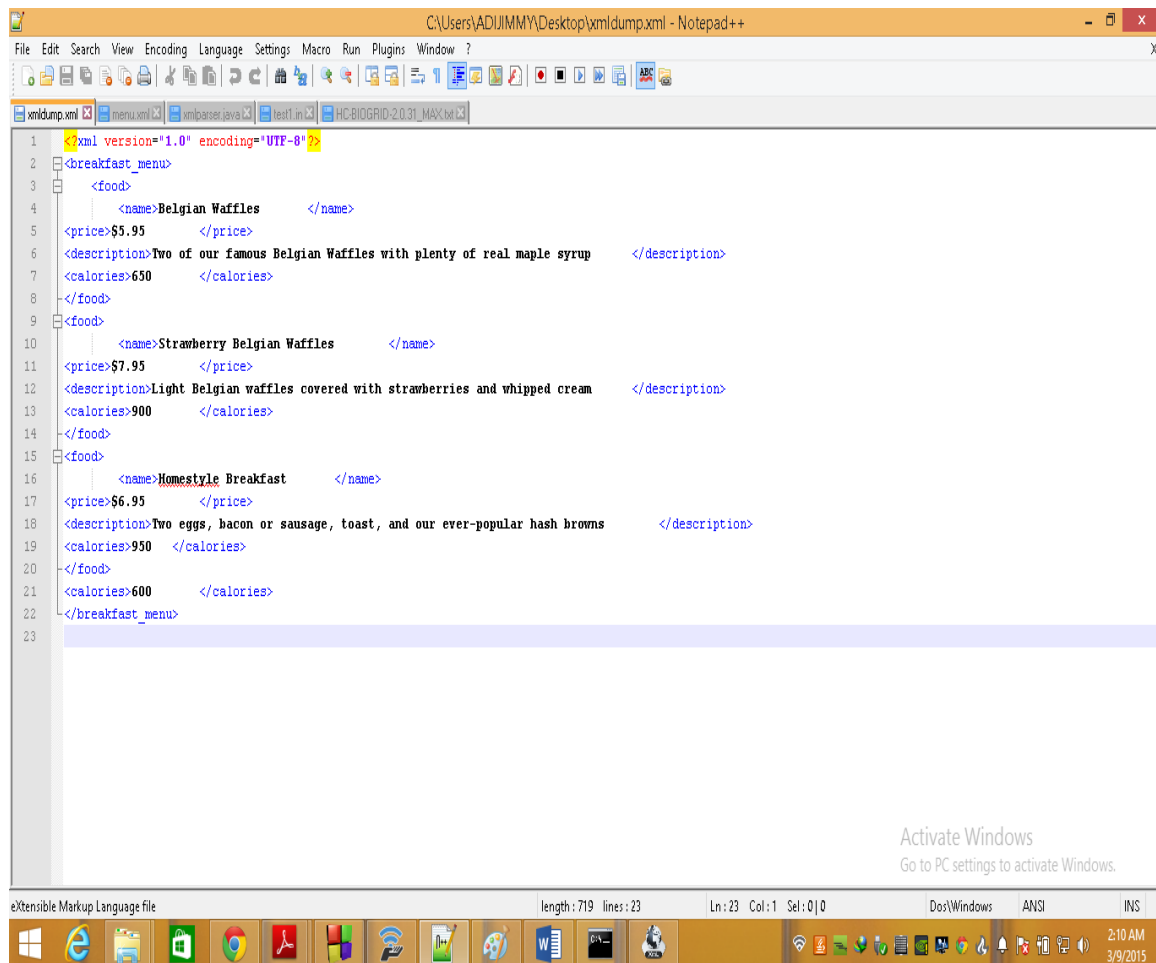 C:\Users\ADIJIMMY\Desktop\xmldump.xml - Notepad++
File Edit Search View Encoding Language Settings Macro Run Plugins Window ?
xmldump.xml menu.xml xmlparser.java test1.in HC-BIOGRID-2.0.31_MAX.txt
1 <?xml version="1.0" encoding="UTF-8"?>
2 <breakfast_menu>
3 <food>
4 <name>Belgian Waffles </name>
5 <price>$5.95 </price>
6 <description>Two of our famous Belgian Waffles with plenty of real maple syrup </description>
7 <calories>650 </calories>
8 </food>
9 <food>
10 <name>Strawberry Belgian Waffles </name>
11 <price>$7.95 </price>
12 <description>Light Belgian waffles covered with strawberries and whipped cream </description>
13 <calories>900 </calories>
14 </food>
15 <food>
16 <name>Homestyle Breakfast </name>
17 <price>$6.95 </price>
18 <description>Two eggs, bacon or sausage, toast, and our ever-popular hash browns </description>
19 <calories>950 </calories>
20 </food>
21 <calories>600 </calories>
22 </breakfast_menu>
23
Activate Windows
Go to PC settings to activate Windows.
eXtensible Markup Language file length : 719 lines : 23 Ln : 23 Col : 1 Sel : 0 | 0 Dos\Windows ANSI INS
2:10 AM
3/9/2015